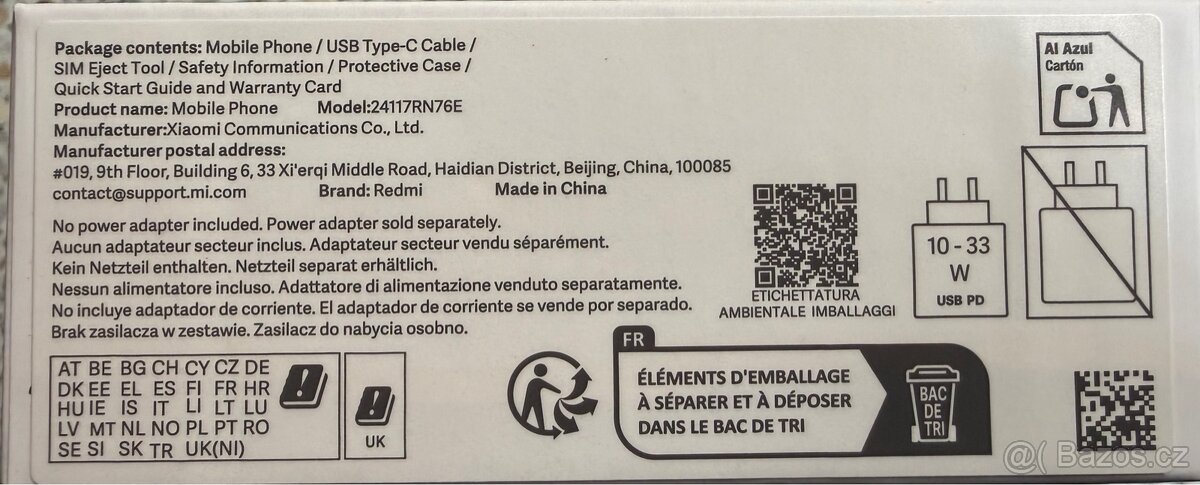 Package contents: Mobile Phone / USB Type-C Cable /
SIM Eject Tool / Safety Information / Protective Case /
Quick Start Guide and Warranty Card
Product name: Mobile Phone Model:24117RN76E
Manufacturer:Xiaomi Communications Co., Ltd.
Manufacturer postal address:
#019, 9th Floor, Building 6, 33 Xi'erqi Middle Road, Haidian District, Beijing, China, 100085
contact@support.mi.com Brand: Redmi Made in China
No power adapter included. Power adapter sold separately.
Aucun adaptateur secteur inclus. Adaptateur secteur vendu séparément.
Kein Netzteil enthalten. Netzteil separat erhältlich.
Nessun alimentatore incluso. Adattatore di alimentazione venduto separatamente.
No incluye adaptador de corriente. El adaptador de corriente se vende por separado.
Brak zasilacza w zestawie. Zasilacz do nabycia osobno.
Al Azul
Cartón
ETICHETTATURA
AMBIENTALE IMBALLAGGI
10 - 33
W
USB PD
AT BE BG CH CY CZ DE
DK EE EL ES FI FR HR
HU IE IS IT LI LT LU
LV MT NL NO PL PT RO
SE SI SK TR UK(NI)
UK
FR
ÉLÉMENTS D'EMBALLAGE
À SÉPARER ET À DÉPOSER
DANS LE BAC DE TRI
BAC
DE
TRI
@( Bazos.cz